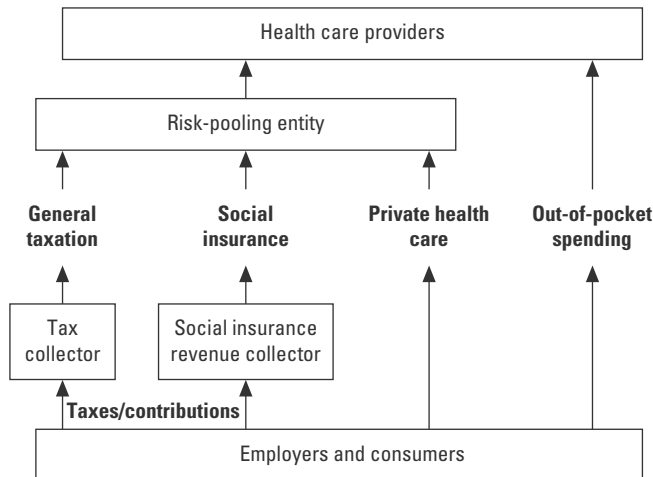 Health care providers
Risk-pooling entity
General
taxation
Social
insurance
Private health
care
Out-of-pocket
spending
Tax
collector
Social insurance
revenue collector
Taxes/contributions
Employers and consumers